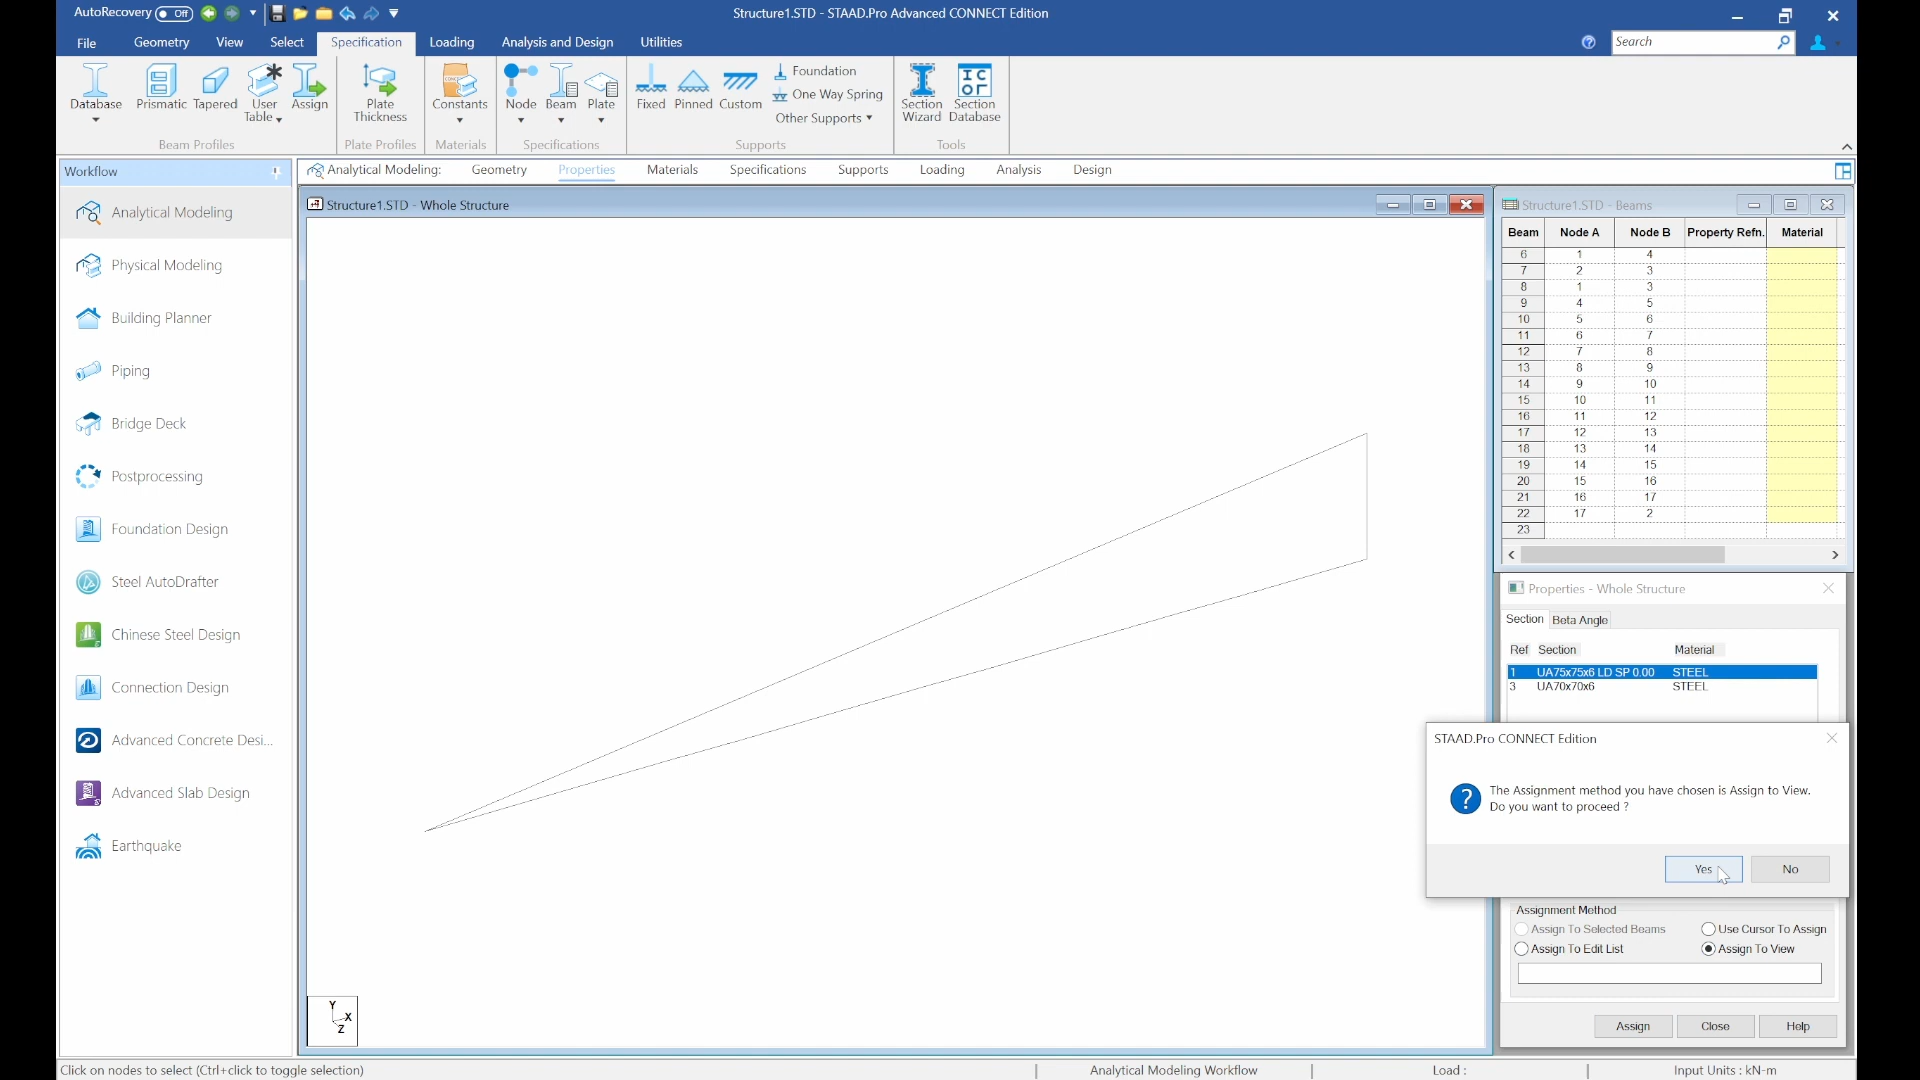 AutoRecovery Off
Structure1.STD - STAAD.Pro Advanced CONNECT Edition
File Geometry View Select Specification Loading Analysis and Design Utilities
Search
Database Prismatic Tapered User Table Assign
Beam Profiles
Plate Thickness
Plate Profiles
Constants
Materials
Node Beam Plate
Specifications
Fixed Pinned Custom
Foundation
One Way Spring
Other Supports
Supports
Section Wizard
Section Database
Tools
Workflow
Analytical Modeling: Geometry Properties Materials Specifications Supports Loading Analysis Design
Analytical Modeling
Physical Modeling
Building Planner
Piping
Bridge Deck
Postprocessing
Foundation Design
Steel AutoDrafter
Chinese Steel Design
Connection Design
Advanced Concrete Desi...
Advanced Slab Design
Earthquake
Structure1.STD - Whole Structure
Y
X
Z
Structure1.STD - Beams
Beam Node A Node B Property Refn. Material
6 1 4
7 2 3
8 1 3
9 4 5
10 5 6
11 6 7
12 7 8
13 8 9
14 9 10
15 10 11
16 11 12
17 12 13
18 13 14
19 14 15
20 15 16
21 16 17
22 17 2
23
Properties - Whole Structure
Section Beta Angle
Ref Section Material
1 UA75x75x6 LD SP 0.00 STEEL
3 UA70x70x6 STEEL
STAAD.Pro CONNECT Edition
The Assignment method you have chosen is Assign to View.
Do you want to proceed ?
Yes No
Assignment Method
Assign To Selected Beams Use Cursor To Assign
Assign To Edit List Assign To View
Assign Close Help
Click on nodes to select (Ctrl+click to toggle selection)
Analytical Modeling Workflow
Load :
Input Units : kN-m